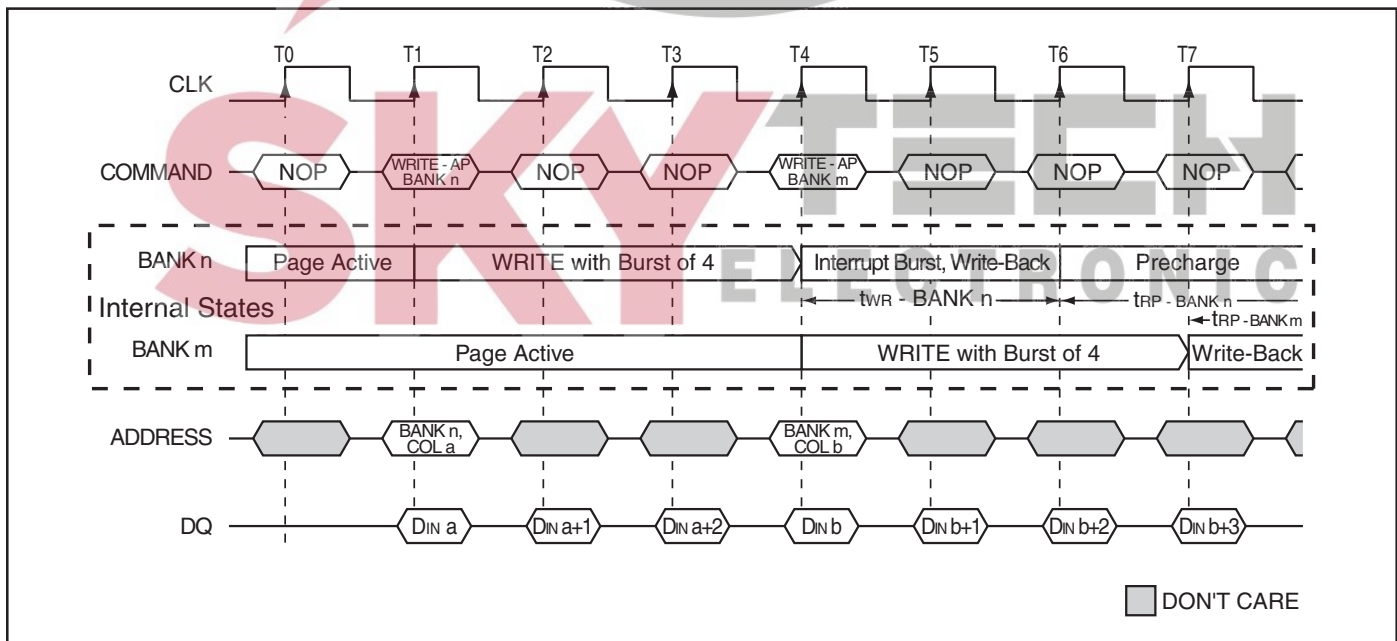 T0 T1 T2 T3 T4 T5 T6 T7
CLK
COMMAND NOP WRITE - AP BANK n NOP NOP WRITE - AP BANK m NOP NOP NOP
BANK n Page Active WRITE with Burst of 4 Interrupt Burst, Write-Back Precharge
tWR - BANK n tRP - BANK n
Internal States
tRP - BANK m
BANK m Page Active WRITE with Burst of 4 Write-Back
ADDRESS BANK n, COL a BANK m, COL b
DQ DIN a DIN a+1 DIN a+2 DIN b DIN b+1 DIN b+2 DIN b+3
DON'T CARE
SKY TECH
ELECTRONIC